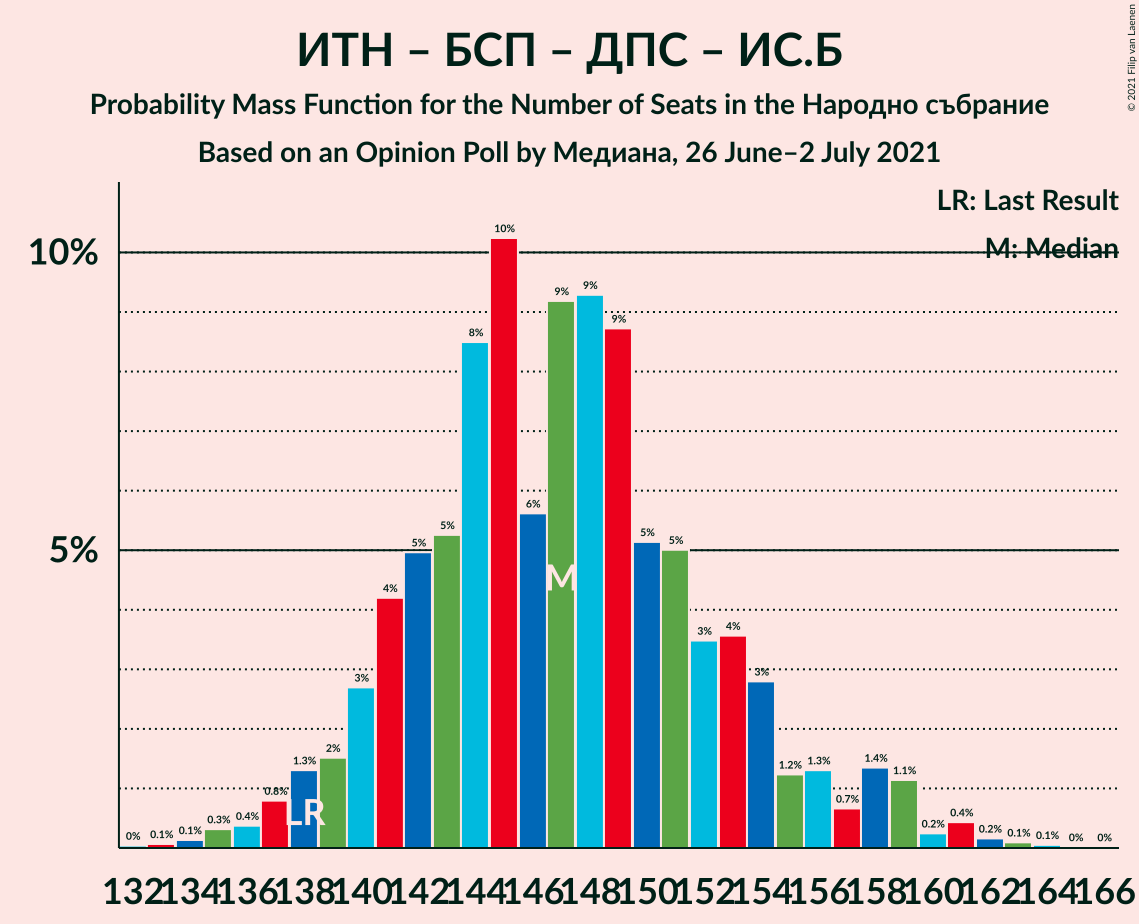 ИТН – БСП – ДПС – ИС.Б
Probability Mass Function for the Number of Seats in the Народно събрание
Based on an Opinion Poll by Медиана, 26 June–2 July 2021
© 2021 Filip van Laenen
LR: Last Result
M: Median
10%
5%
0% 0.1% 0.1% 0.3% 0.4% 0.8% 1.3% 2% 3% 4% 5% 5% 8% 10% 6% 9% 9% 9% 5% 5% 3% 4% 3% 1.2% 1.3% 0.7% 1.4% 1.1% 0.2% 0.4% 0.2% 0.1% 0.1% 0% 0%
M
LR
132 134 136 138 140 142 144 146 148 150 152 154 156 158 160 162 164 166